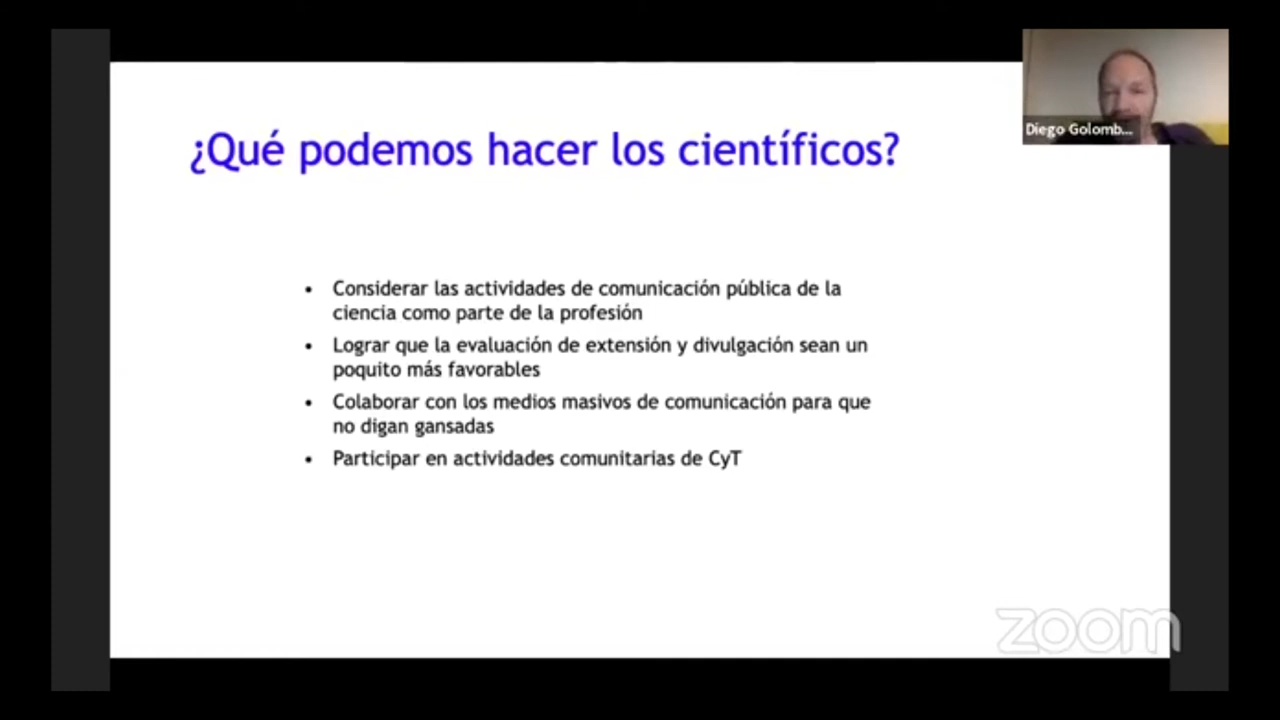 ¿Qué podemos hacer los científicos?
Diego Golomb...
• Considerar las actividades de comunicación pública de la
ciencia como parte de la profesión
• Lograr que la evaluación de extensión y divulgación sean un
poquito más favorables
• Colaborar con los medios masivos de comunicación para que
no digan gansadas
• Participar en actividades comunitarias de CyT
zoom